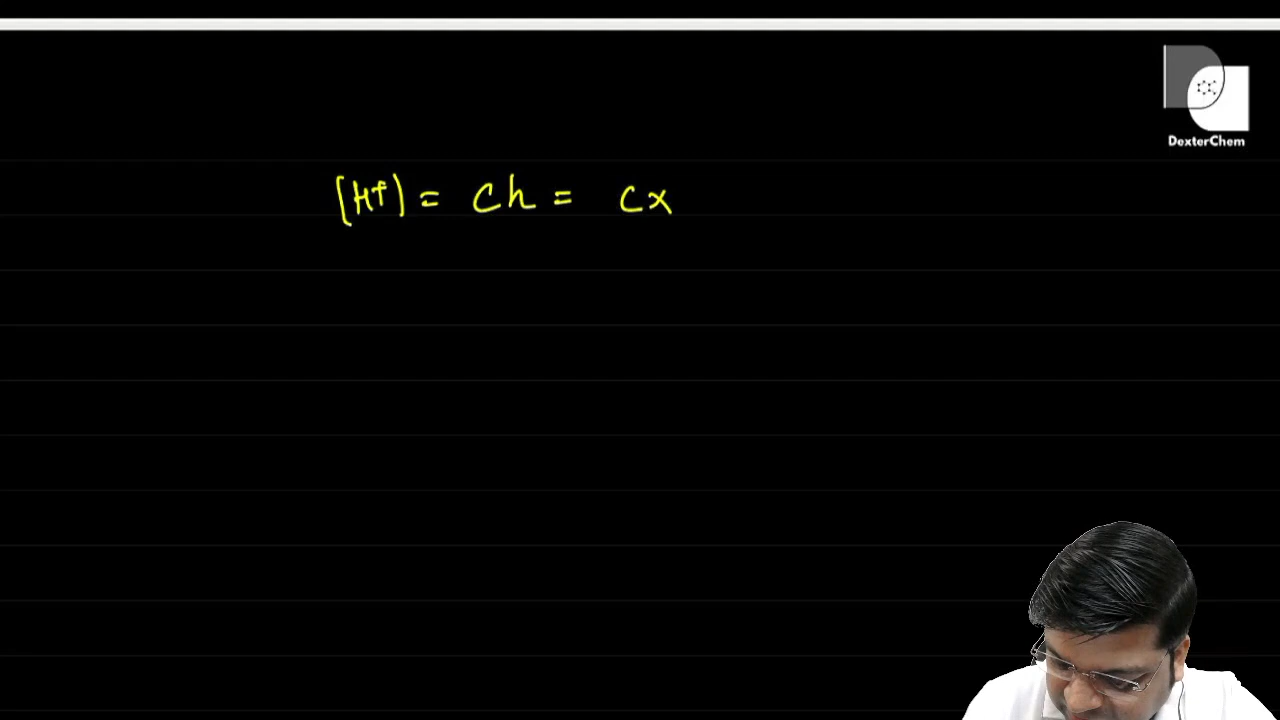 [H+] = Ch = Cx
DexterChem